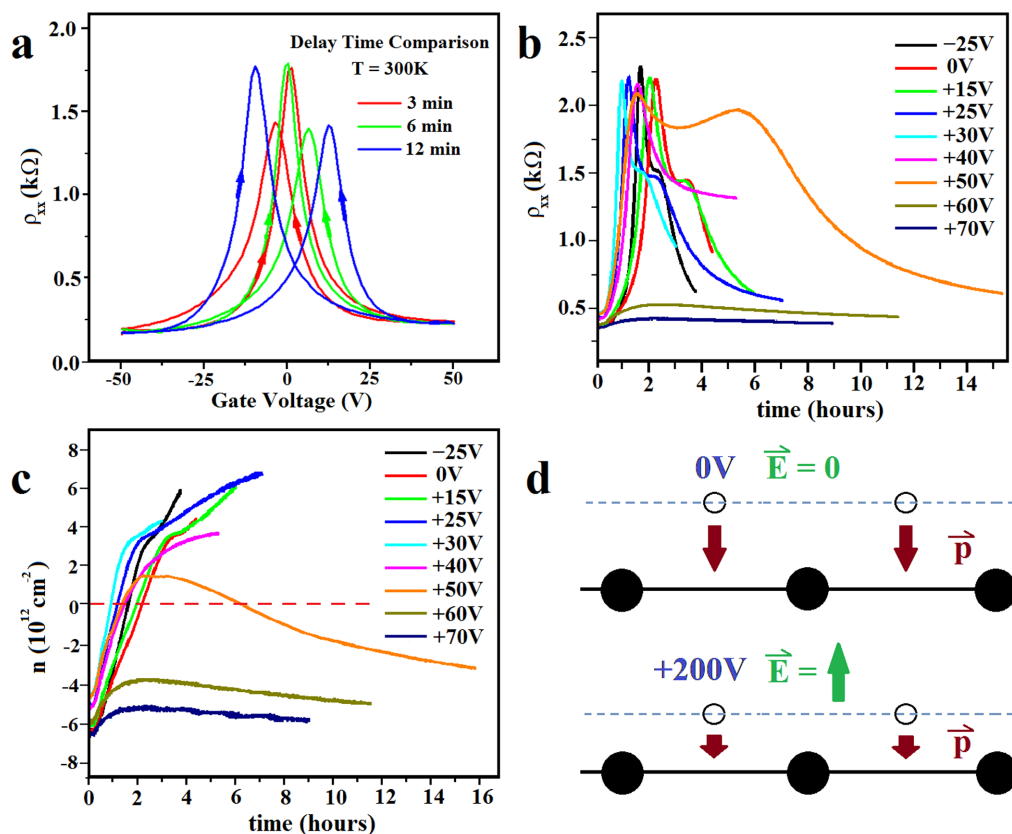 a
Delay Time Comparison
T = 300K
3 min
6 min
12 min
ρxx (kΩ)
2.0
1.5
1.0
0.5
0.0
-50
-25
0
25
50
Gate Voltage (V)
b
−25V
0V
+15V
+25V
+30V
+40V
+50V
+60V
+70V
ρxx (kΩ)
2.5
2.0
1.5
1.0
0.5
0
2
4
6
8
10
12
14
time (hours)
c
−25V
0V
+15V
+25V
+30V
+40V
+50V
+60V
+70V
n (10¹² cm⁻²)
8
6
4
2
0
-2
-4
-6
-8
0
2
4
6
8
10
12
14
16
time (hours)
d
0V E⃗ = 0
p⃗
+200V E⃗ =
p⃗